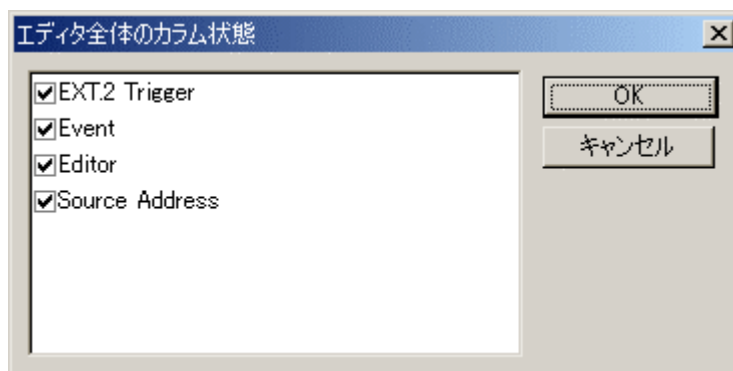 エディタ全体のカラム状態
EXT.2 Trigger
Event
Editor
Source Address
OK
キャンセル